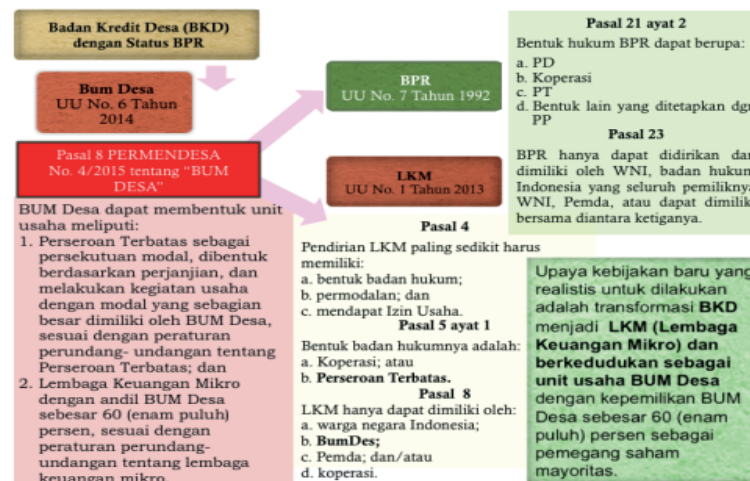 Badan Kredit Desa (BKD)
dengan Status BPR
Bum Desa
UU No. 6 Tahun
2014
Pasal 8 PERMENDESA
No. 4/2015 tentang "BUM
DESA"
BUM Desa dapat membentuk unit
usaha meliputi:
1. Perseroan Terbatas sebagai
persekutuan modal, dibentuk
berdasarkan perjanjian, dan
melakukan kegiatan usaha
dengan modal yang sebagian
besar dimiliki oleh BUM Desa,
sesuai dengan peraturan
perundang- undangan tentang
Perseroan Terbatas; dan
2. Lembaga Keuangan Mikro
dengan andil BUM Desa
sebesar 60 (enam puluh)
persen, sesuai dengan
peraturan perundang-
undangan tentang lembaga
keuangan mikro
BPR
UU No. 7 Tahun 1992
LKM
UU No. 1 Tahun 2013
Pasal 4
Pendirian LKM paling sedikit harus
memiliki:
a. bentuk badan hukum;
b. permodalan; dan
c. mendapat Izin Usaha.
Pasal 5 ayat 1
Bentuk badan hukumnya adalah:
a. Koperasi; atau
b. Perseroan Terbatas.
Pasal 8
LKM hanya dapat dimiliki oleh:
a. warga negara Indonesia;
b. BumDes;
c. Pemda; dan/atau
d. koperasi.
Pasal 21 ayat 2
Bentuk hukum BPR dapat berupa:
a. PD
b. Koperasi
c. PT
d. Bentuk lain yang ditetapkan dgn
PP
Pasal 23
BPR hanya dapat didirikan dan
dimiliki oleh WNI, badan hukum
Indonesia yang seluruh pemiliknya
WNI, Pemda, atau dapat dimiliki
bersama diantara ketiganya.
Upaya kebijakan baru yang
realistis untuk dilakukan
adalah transformasi BKD
menjadi LKM (Lembaga
Keuangan Mikro) dan
berkedudukan sebagai
unit usaha BUM Desa
dengan kepemilikan BUM
Desa sebesar 60 (enam
puluh) persen sebagai
pemegang saham
mayoritas.